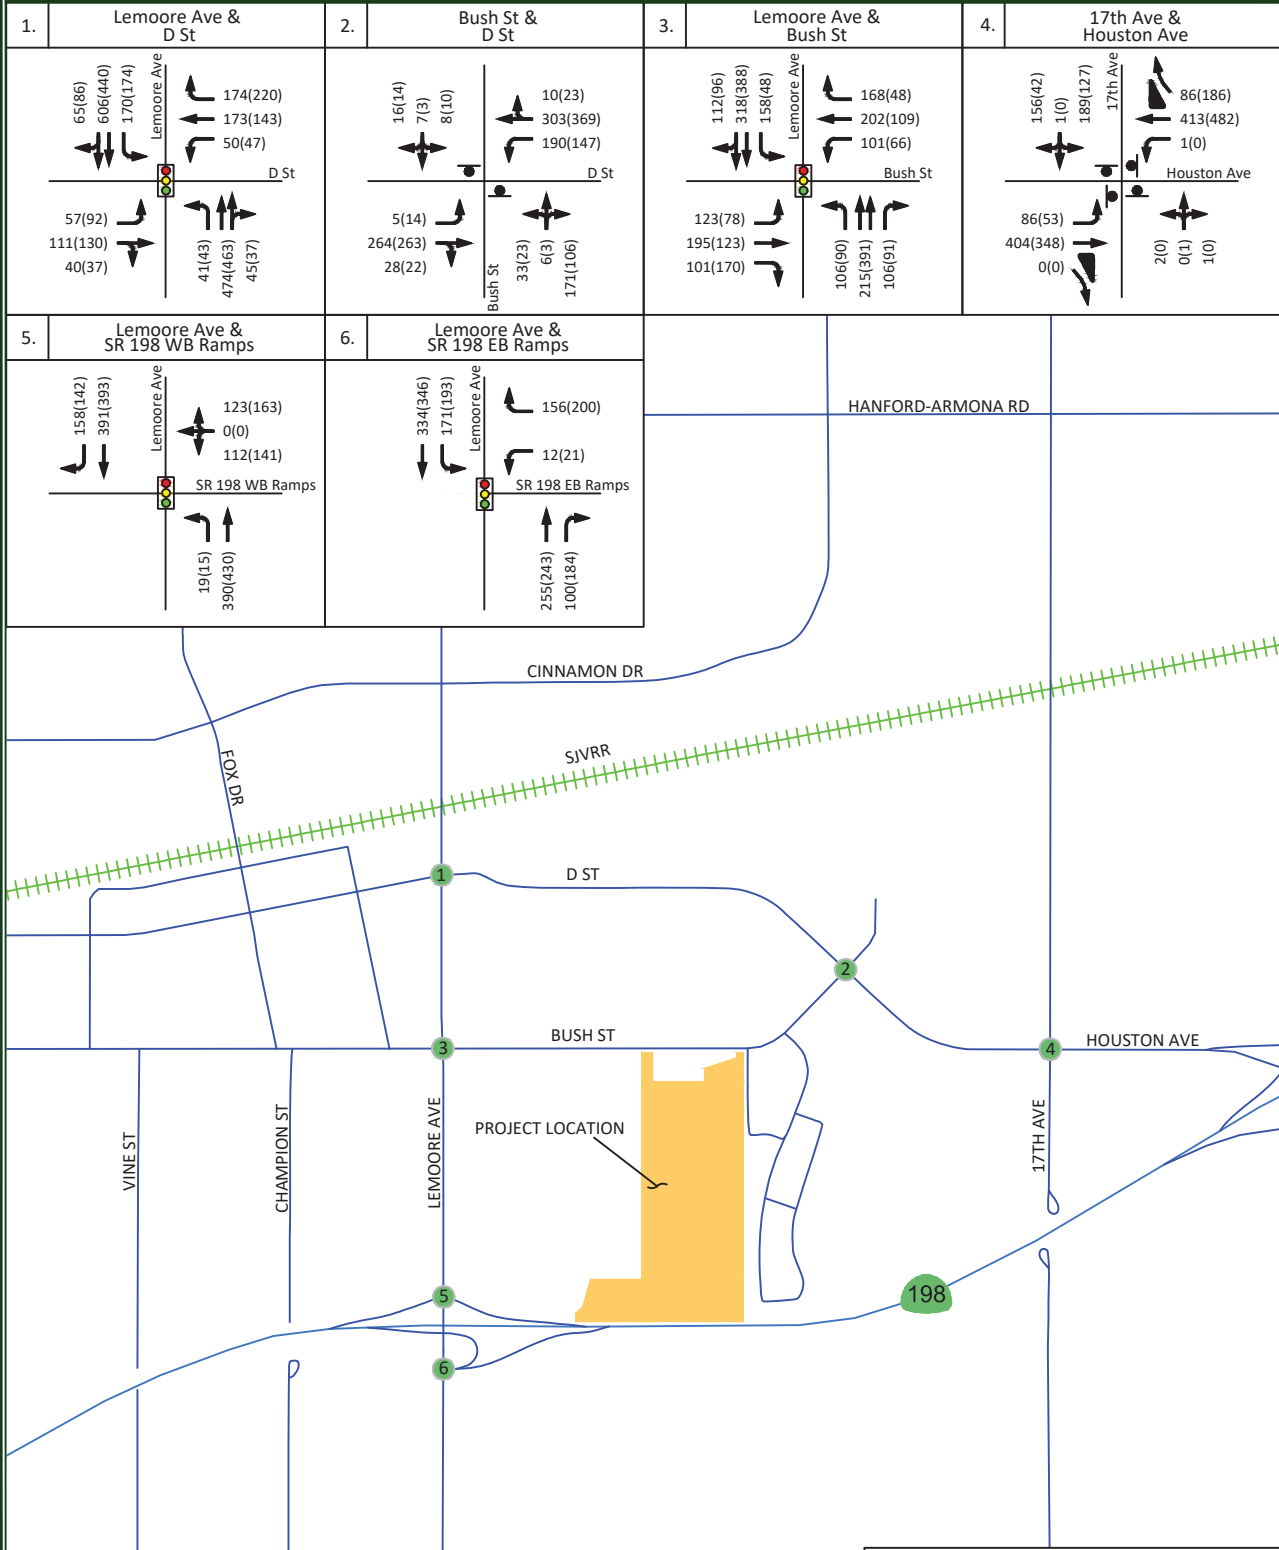 1.
Lemoore Ave &
D St
65(86)
606(440)
170(174)
Lemoore Ave
174(220)
173(143)
50(47)
D St
57(92)
111(130)
40(37)
41(43)
474(463)
45(37)
2.
Bush St &
D St
16(14)
7(3)
8(10)
10(23)
303(369)
190(147)
D St
5(14)
264(263)
28(22)
Bush St
33(23)
6(3)
171(106)
3.
Lemoore Ave &
Bush St
112(96)
318(388)
158(48)
Lemoore Ave
168(48)
202(109)
101(66)
Bush St
123(78)
195(123)
101(170)
106(90)
215(391)
106(91)
4.
17th Ave &
Houston Ave
156(42)
1(0)
189(127)
17th Ave
86(186)
413(482)
1(0)
Houston Ave
86(53)
404(348)
0(0)
2(0)
0(1)
1(0)
5.
Lemoore Ave &
SR 198 WB Ramps
158(142)
391(393)
Lemoore Ave
123(163)
0(0)
112(141)
SR 198 WB Ramps
19(15)
390(430)
6.
Lemoore Ave &
SR 198 EB Ramps
334(346)
171(193)
Lemoore Ave
156(200)
12(21)
SR 198 EB Ramps
255(243)
100(184)
HANFORD-ARMONA RD
CINNAMON DR
SJVRR
FOX DR
1
D ST
2
3
BUSH ST
4
HOUSTON AVE
PROJECT LOCATION
VINE ST
CHAMPION ST
LEMOORE AVE
17TH AVE
5
198
6